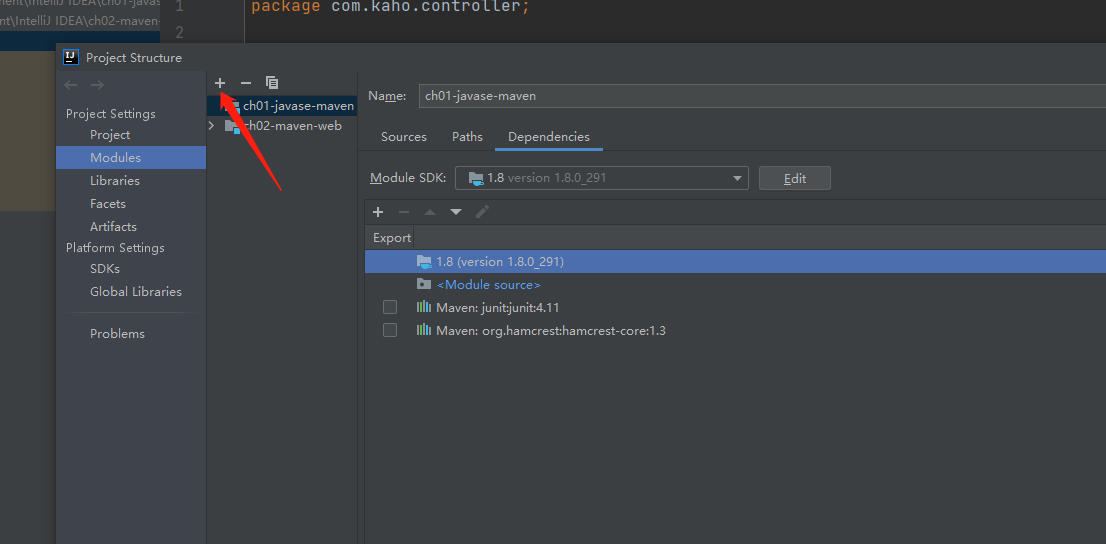 ment\IntelliJ IDEA\ch01-javas
ent\IntelliJ IDEA\ch02-maven-
1 package com.kaho.controller;
2
IJ Project Structure
Project Settings
Project
Modules
Libraries
Facets
Artifacts
Platform Settings
SDKs
Global Libraries
Problems
ch01-javase-maven
ch02-maven-web
Name: ch01-javase-maven
Sources Paths Dependencies
Module SDK: 1.8 version 1.8.0_291 Edit
Export
1.8 (version 1.8.0_291)
<Module source>
Maven: junit:junit:4.11
Maven: org.hamcrest:hamcrest-core:1.3